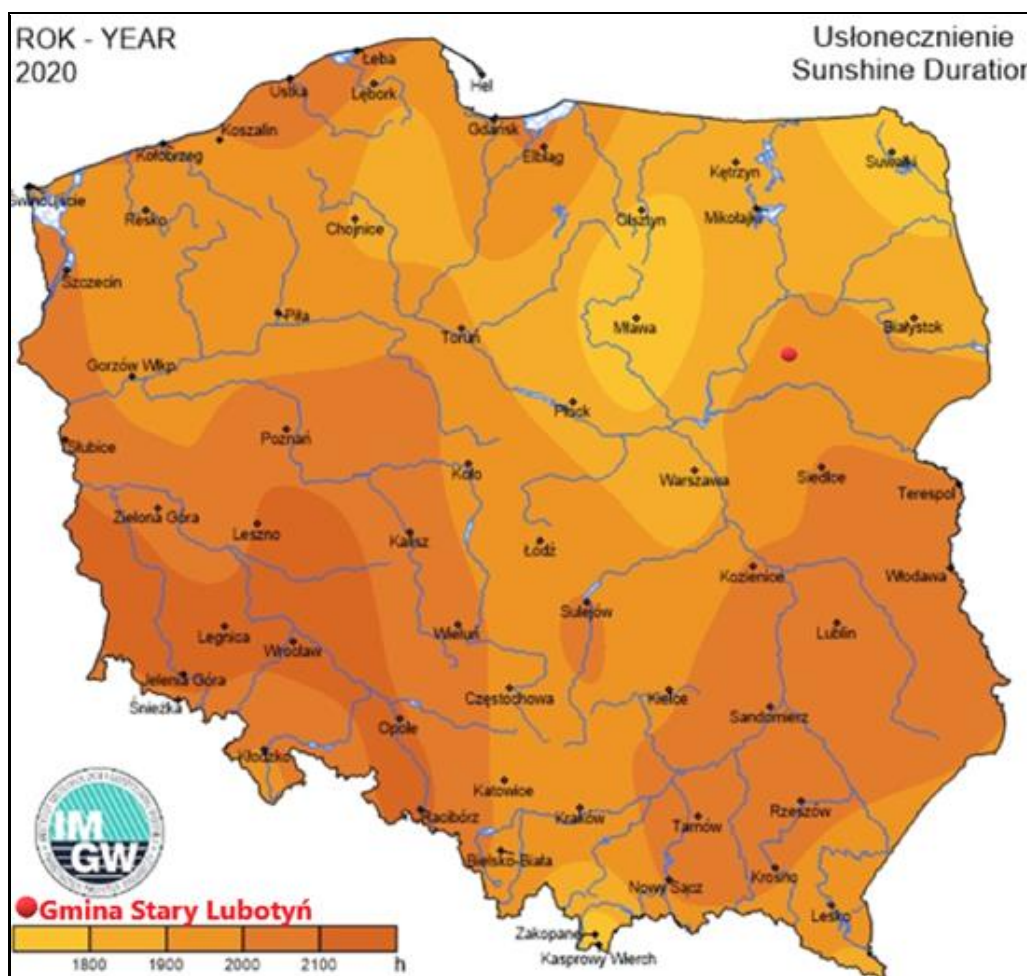 ROK - YEAR
2020
Usłonecznienie
Sunshine Duration
Łeba
Ustka
Lębork
Hel
Koszalin
Gdańsk
Kołobrzeg
Elbląg
Kętrzyn
Suwałki
Świnoujście
Resko
Chojnice
Olsztyn
Mikołajki
Szczecin
Piła
Toruń
Mława
Białystok
Gorzów Wlkp.
Płock
Słubice
Poznań
Koło
Warszawa
Siedlce
Terespol
Zielona Góra
Leszno
Kalisz
Łódź
Kozienice
Włodawa
Sulejów
Legnica
Wrocław
Wieluń
Lublin
Jelenia Góra
Śnieżka
Częstochowa
Kielce
Sandomierz
Opole
Kłodzko
Katowice
Racibórz
Kraków
Tarnów
Rzeszów
Bielsko-Biała
Nowy Sącz
Krosno
Lesko
Zakopane
Kasprowy Wierch
IM
GW
Gmina Stary Lubotyń
1800 1900 2000 2100 h